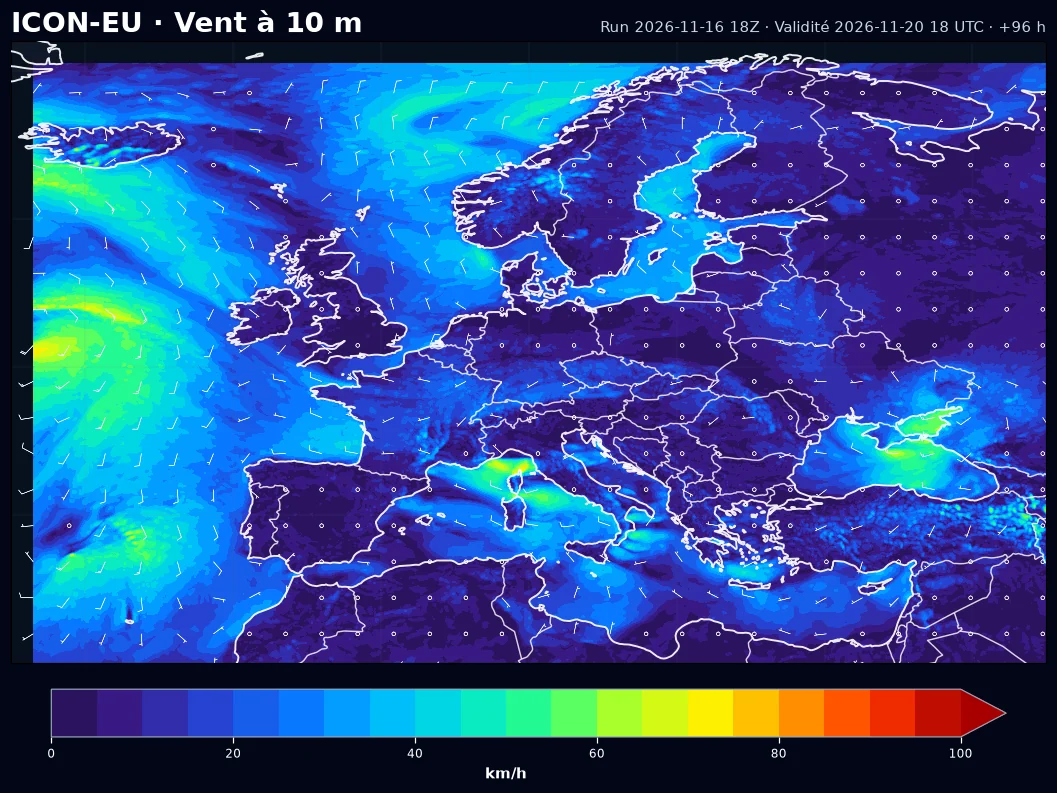 ICON-EU · Vent à 10 m
Run 2026-11-16 18Z · Validité 2026-11-20 18 UTC · +96 h
0 20 40 60 80 100
km/h